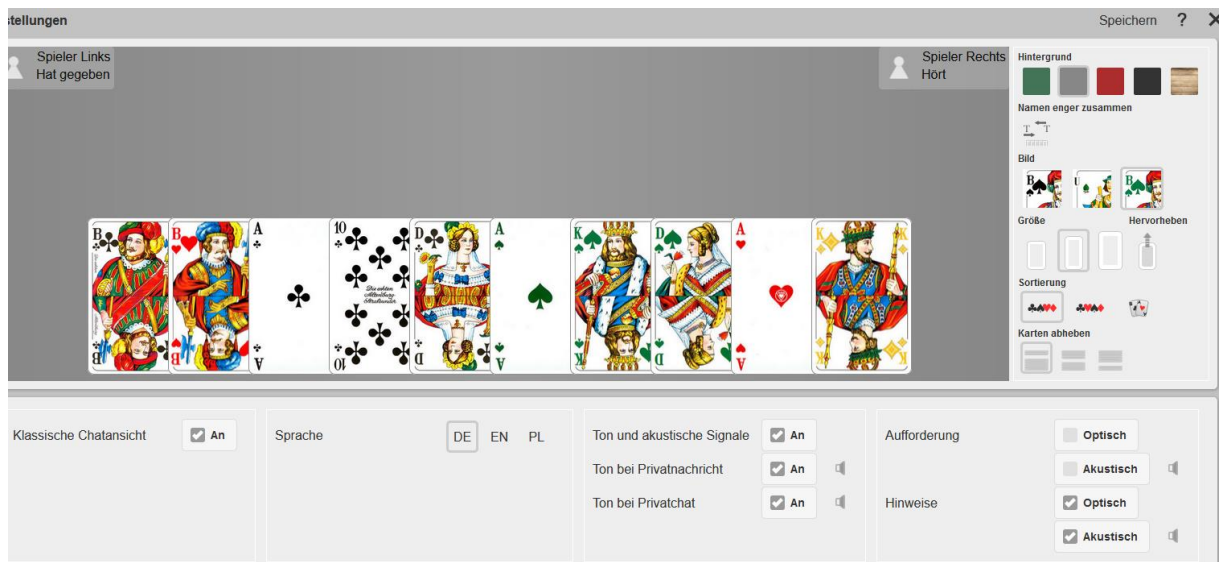 stellungen
Speichern ?
Spieler Links
Hat gegeben
Spieler Rechts
Hört
Hintergrund
Namen enger zusammen
T T
Bild
B U B
Größe Hervorheben
Sortierung
Karten abheben
B B A 10 D A K D A K
Klassische Chatansicht An
Sprache DE EN PL
Ton und akustische Signale An
Ton bei Privatnachricht An
Ton bei Privatchat An
Aufforderung Optisch
Akustisch
Hinweise Optisch
Akustisch